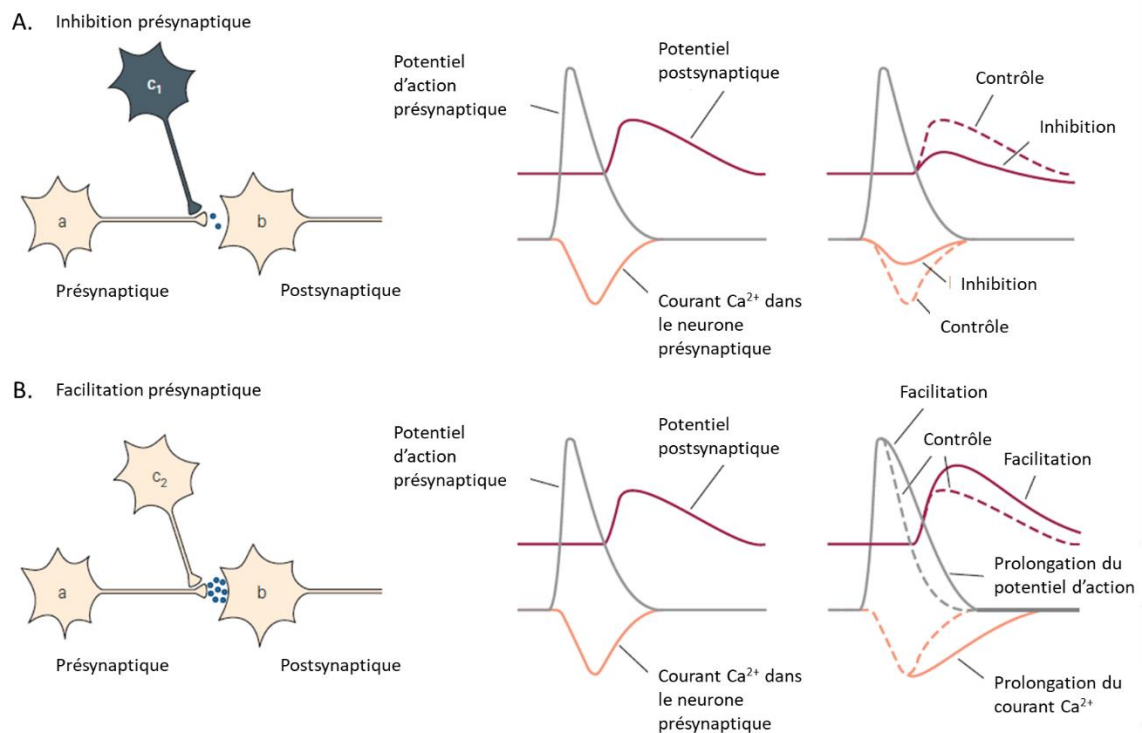 A. Inhibition présynaptique
c1
a
b
Présynaptique
Postsynaptique
Potentiel
d'action
présynaptique
Potentiel
postsynaptique
Courant Ca²⁺ dans
le neurone
présynaptique
Contrôle
Inhibition
Inhibition
Contrôle
B. Facilitation présynaptique
c2
a
b
Présynaptique
Postsynaptique
Potentiel
d'action
présynaptique
Potentiel
postsynaptique
Courant Ca²⁺ dans
le neurone
présynaptique
Facilitation
Contrôle
Facilitation
Prolongation du
potentiel d'action
Prolongation du
courant Ca²⁺